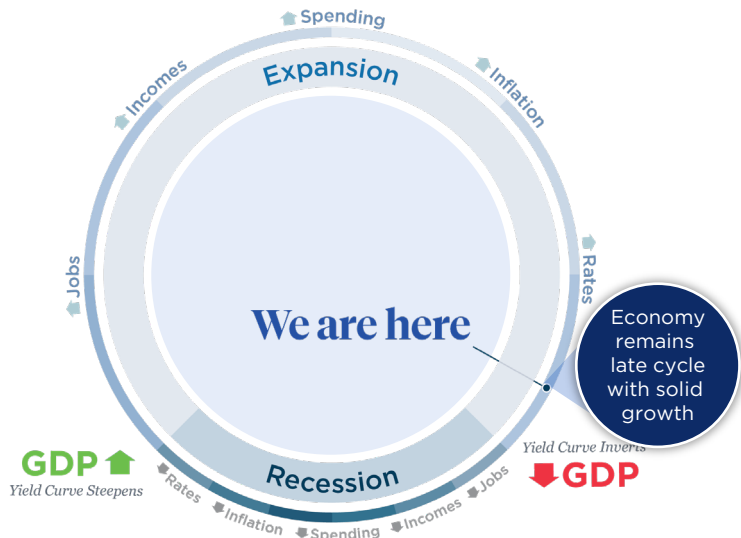 Spending
Expansion
Incomes
Inflation
Jobs
Rates
We are here
Economy
remains
late cycle
with solid
growth
GDP
Yield Curve Steepens
Yield Curve Inverts
GDP
Recession
Rates
Inflation
Spending
Incomes
Jobs